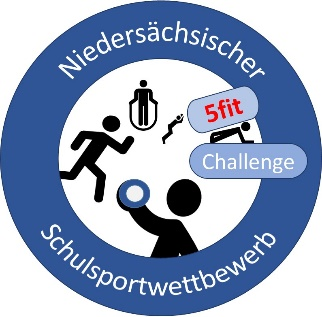 Niedersächsischer
5fit
Challenge
Schulsportwettbewerb